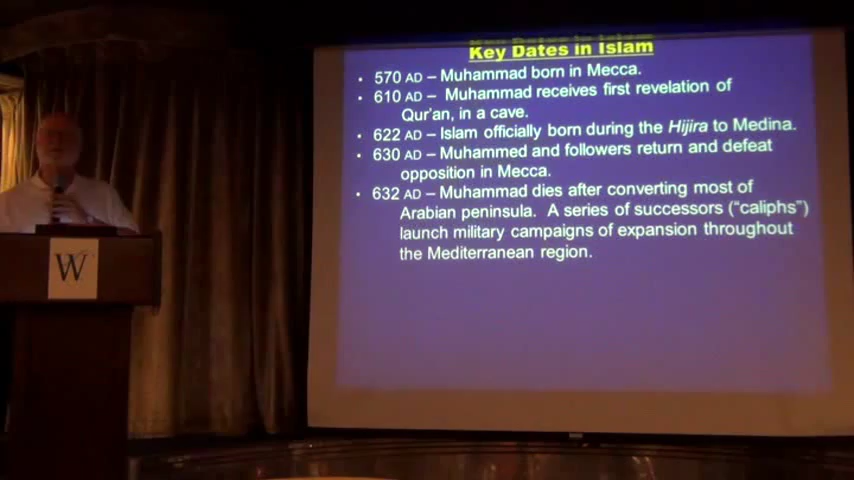 Key Dates in Islam
• 570 AD – Muhammad born in Mecca.
• 610 AD – Muhammad receives first revelation of
Qur'an, in a cave.
• 622 AD – Islam officially born during the Hijira to Medina.
• 630 AD – Muhammed and followers return and defeat
opposition in Mecca.
• 632 AD – Muhammad dies after converting most of
Arabian peninsula. A series of successors ("caliphs")
launch military campaigns of expansion throughout
the Mediterranean region.
W